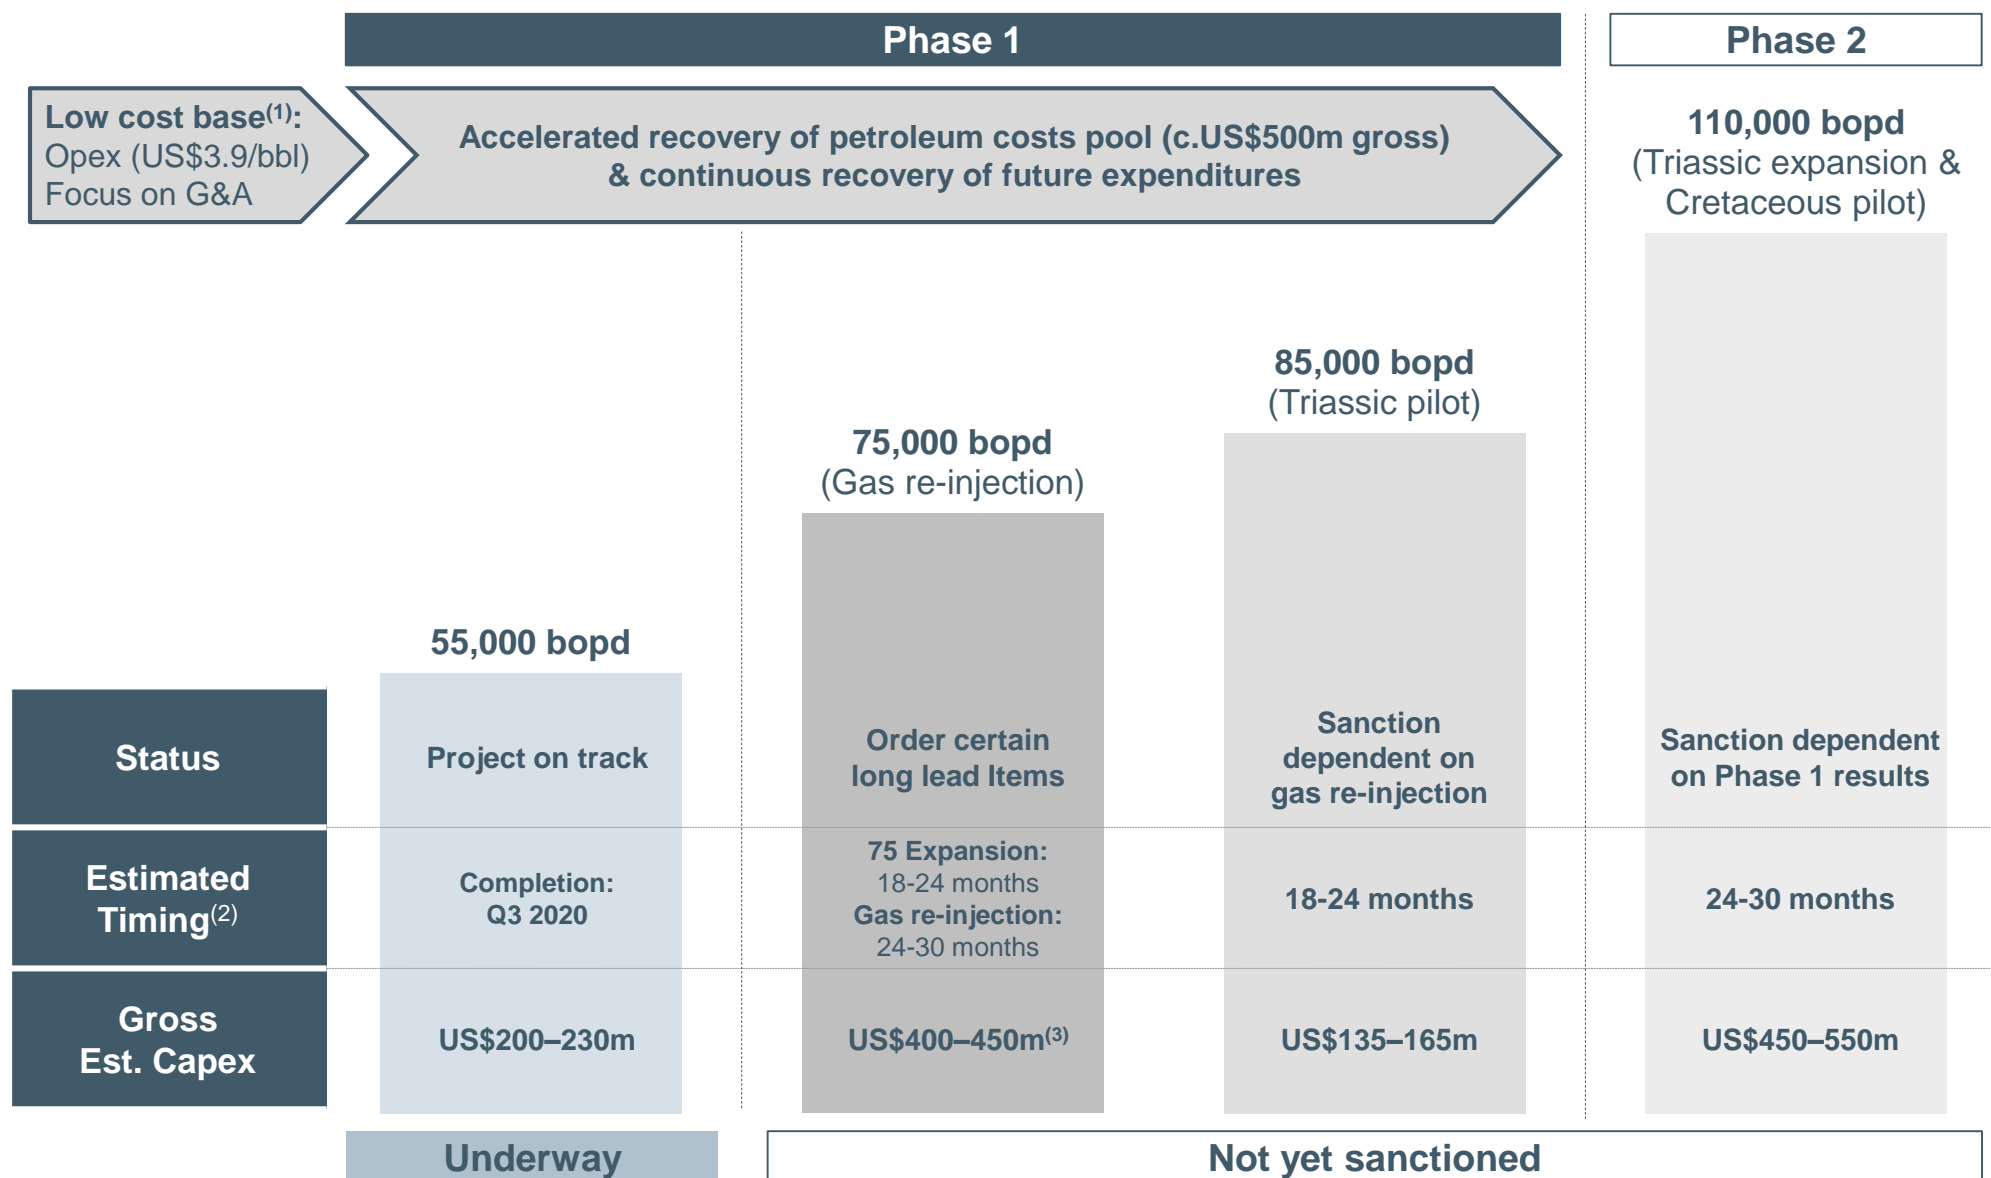 Phase 1
Phase 2
Low cost base(1):
Opex (US$3.9/bbl)
Focus on G&A
Accelerated recovery of petroleum costs pool (c.US$500m gross)
& continuous recovery of future expenditures
110,000 bopd
(Triassic expansion &
Cretaceous pilot)
85,000 bopd
(Triassic pilot)
75,000 bopd
(Gas re-injection)
55,000 bopd
Status
Project on track
Order certain
long lead Items
Sanction
dependent on
gas re-injection
Sanction dependent
on Phase 1 results
Estimated
Timing(2)
Completion:
Q3 2020
75 Expansion:
18-24 months
Gas re-injection:
24-30 months
18-24 months
24-30 months
Gross
Est. Capex
US$200–230m
US$400–450m(3)
US$135–165m
US$450–550m
Underway
Not yet sanctioned